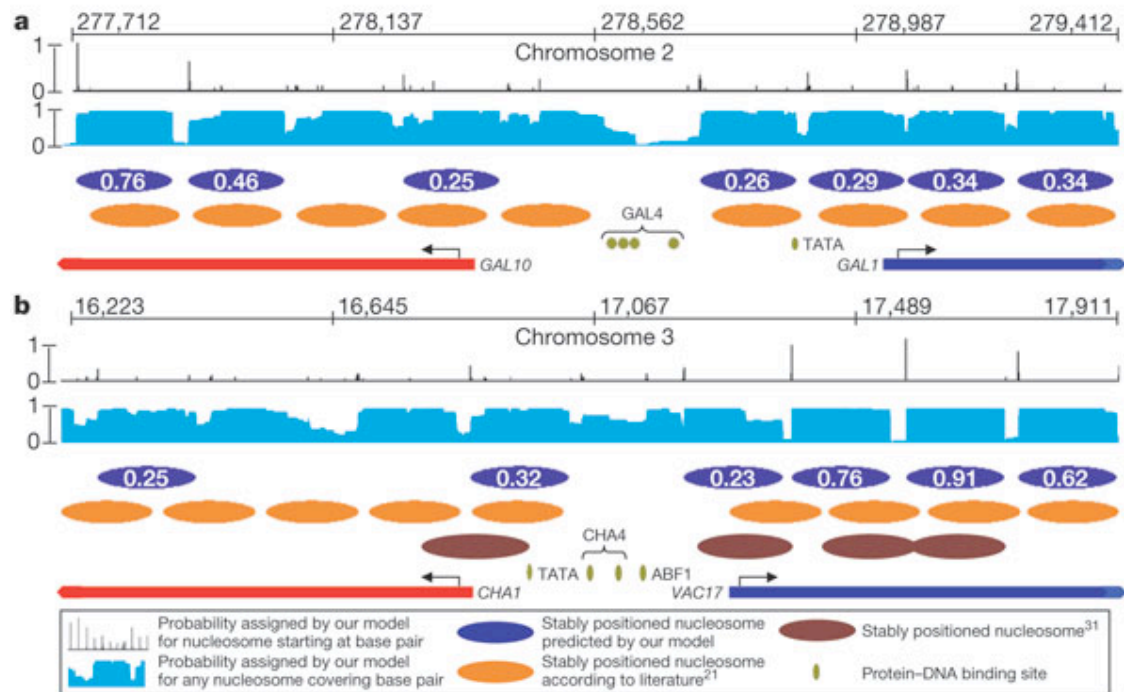 a
277,712 278,137 278,562 278,987 279,412
Chromosome 2
1
0
1
0
0.76 0.46 0.25 0.26 0.29 0.34 0.34
GAL4
TATA
GAL10 GAL1
b
16,223 16,645 17,067 17,489 17,911
Chromosome 3
1
0
1
0
0.25 0.32 0.23 0.76 0.91 0.62
CHA4
TATA ABF1
CHA1 VAC17
Probability assigned by our model
for nucleosome starting at base pair
Probability assigned by our model
for any nucleosome covering base pair
Stably positioned nucleosome
predicted by our model
Stably positioned nucleosome
according to literature21
Stably positioned nucleosome31
Protein–DNA binding site